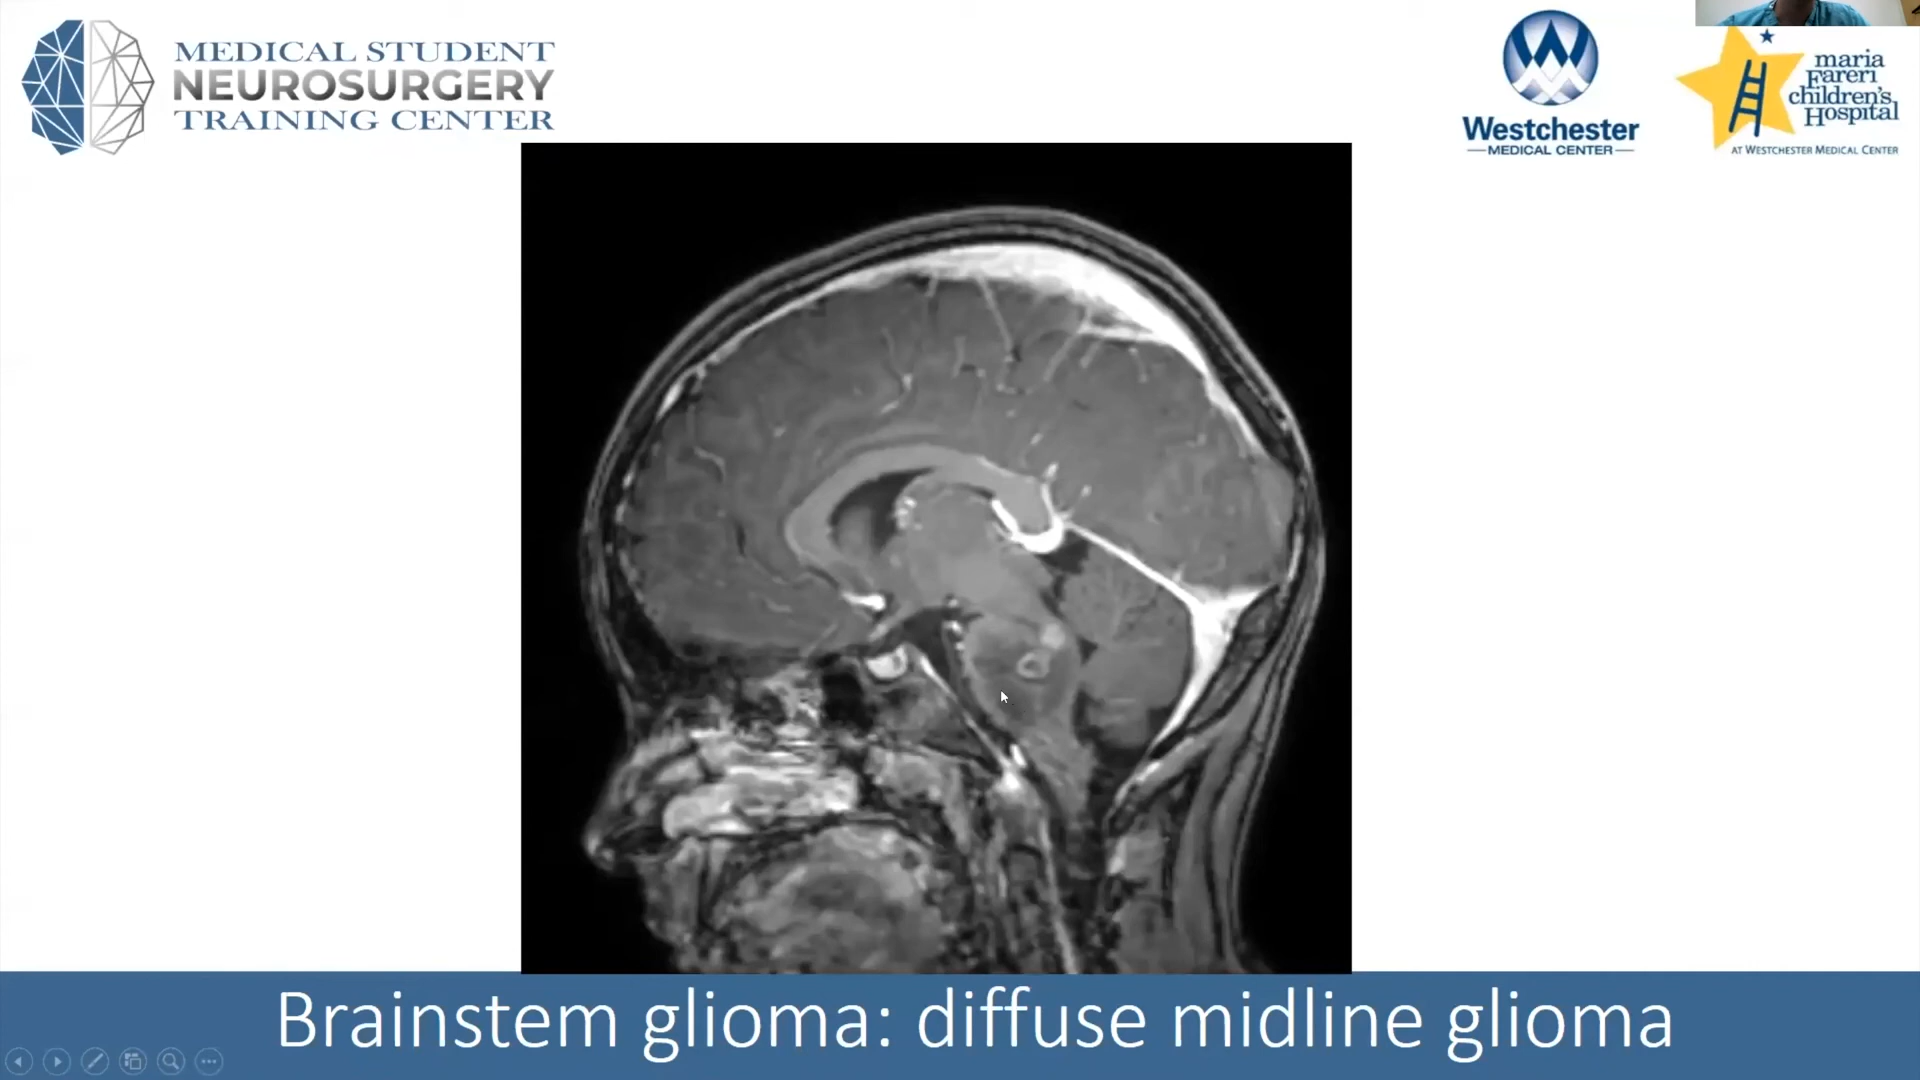 MEDICAL STUDENT
NEUROSURGERY
TRAINING CENTER
Westchester
MEDICAL CENTER
maria
Fareri
children's
Hospital
AT WESTCHESTER MEDICAL CENTER
Brainstem glioma: diffuse midline glioma